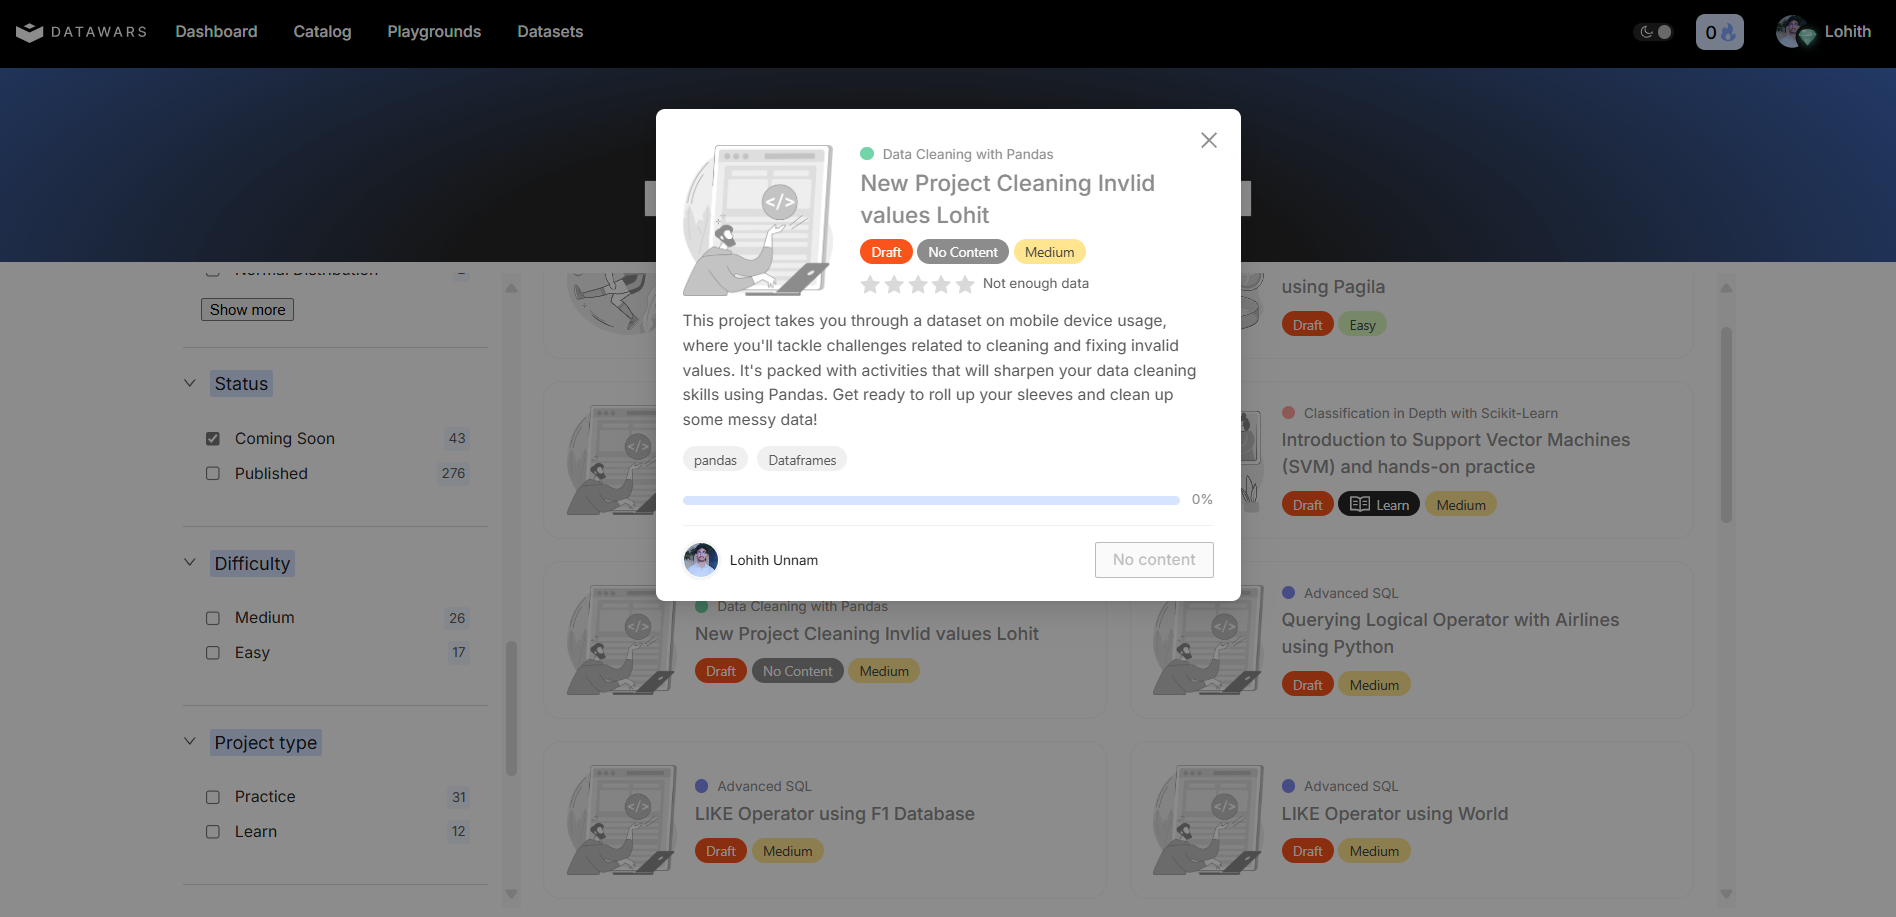 DATAWARS
Dashboard
Catalog
Playgrounds
Datasets
0
Lohith
Data Cleaning with Pandas
New Project Cleaning Invlid
values Lohit
Draft
No Content
Medium
Not enough data
This project takes you through a dataset on mobile device usage,
where you'll tackle challenges related to cleaning and fixing invalid
values. It's packed with activities that will sharpen your data cleaning
skills using Pandas. Get ready to roll up your sleeves and clean up
some messy data!
pandas
Dataframes
0%
Lohith Unnam
No content
Normal Distribution
Show more
Status
Coming Soon 43
Published 276
Difficulty
Medium 26
Easy 17
Project type
Practice 31
Learn 12
using Pagila
Draft
Easy
Classification in Depth with Scikit-Learn
Introduction to Support Vector Machines
(SVM) and hands-on practice
Draft
Learn
Medium
Data Cleaning with Pandas
New Project Cleaning Invlid values Lohit
Draft
No Content
Medium
Advanced SQL
Querying Logical Operator with Airlines
using Python
Draft
Medium
Advanced SQL
LIKE Operator using F1 Database
Draft
Medium
Advanced SQL
LIKE Operator using World
Draft
Medium